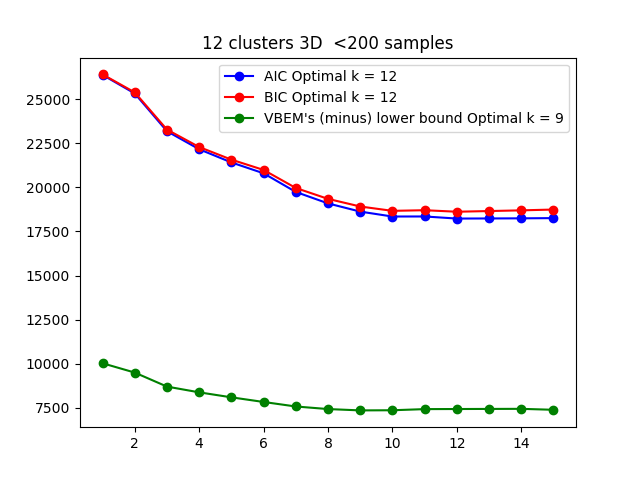 12 clusters 3D  <200 samples
AIC Optimal k = 12
BIC Optimal k = 12
VBEM's (minus) lower bound Optimal k = 9
25000
22500
20000
17500
15000
12500
10000
7500
2 4 6 8 10 12 14